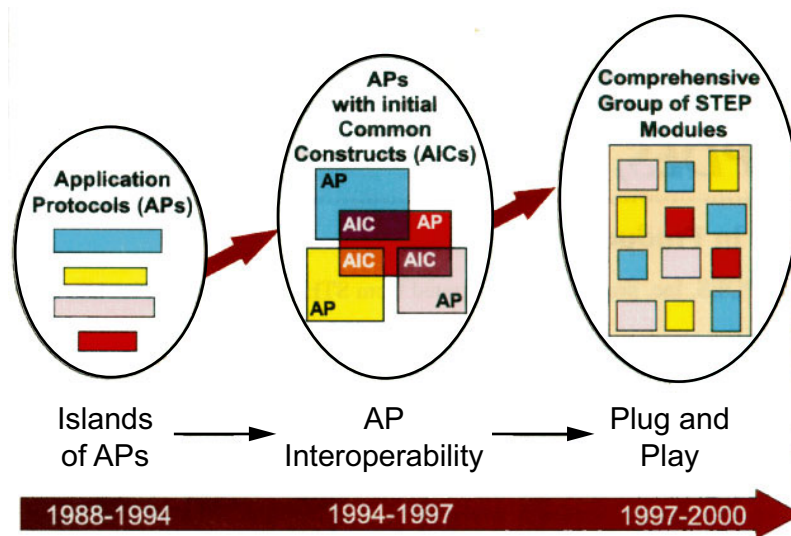 Application
Protocols (APs)
APs
with initial
Common
Constructs (AICs)
AP
AIC
AP
AIC
AIC
AP
AP
Comprehensive
Group of STEP
Modules
Islands
of APs
AP
Interoperability
Plug and
Play
1988-1994
1994-1997
1997-2000